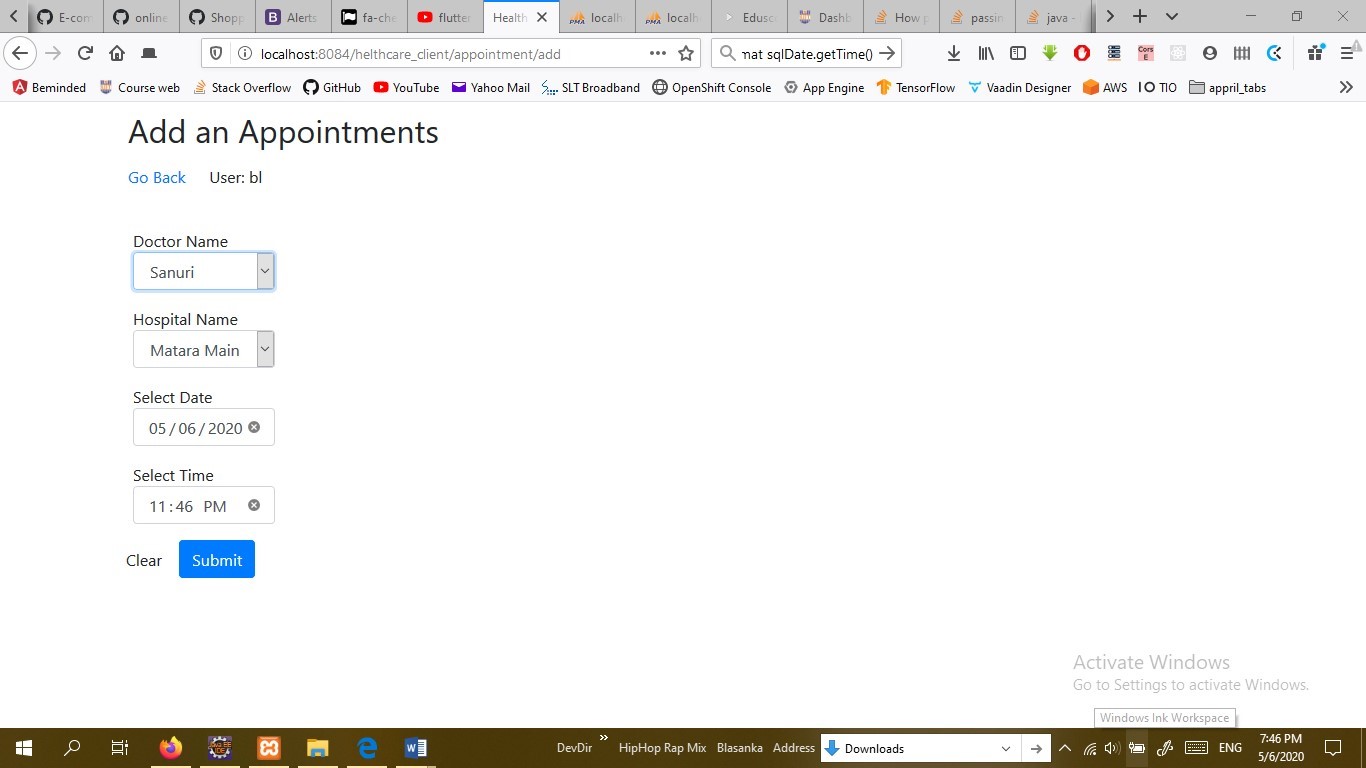 E-com
online
Shopp
Alerts
fa-che
flutter
Health
localh
localh
Edusc
Dashb
How p
passin
java -
localhost:8084/helthcare_client/appointment/add
mat sqlDate.getTime()
Beminded
Course web
Stack Overflow
GitHub
YouTube
Yahoo Mail
SLT Broadband
OpenShift Console
App Engine
TensorFlow
Vaadin Designer
AWS
IO TIO
appril_tabs
Add an Appointments
Go Back User: bl
Doctor Name
Sanuri
Hospital Name
Matara Main
Select Date
05/06/2020
Select Time
11:46 PM
Clear Submit
Activate Windows
Go to Settings to activate Windows.
Windows Ink Workspace
DevDir
HipHop Rap Mix
Blasanka
Address
Downloads
ENG
7:46 PM
5/6/2020